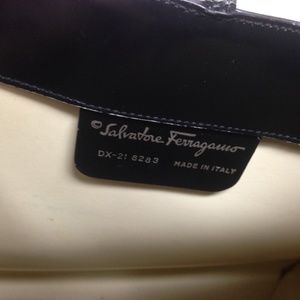 © Salvatore Ferragamo
DX-21 8283 MADE IN ITALY